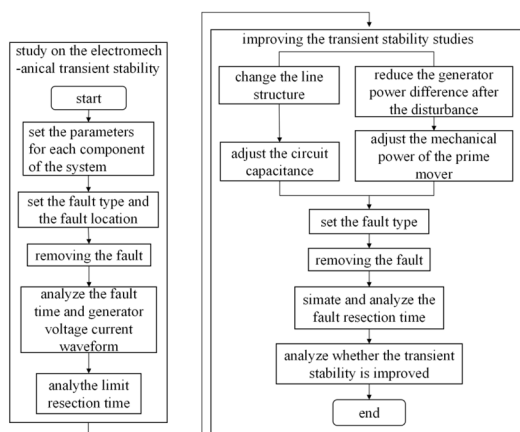 study on the electromech
-anical transient stability
start
set the parameters
for each component
of the system
set the fault type and
the fault location
removing the fault
analyze the fault
time and generator
voltage current
waveform
analythe limit
resection time
improving the transient stability studies
change the line
structure
reduce the generator
power difference after
the disturbance
adjust the circuit
capacitance
adjust the mechanical
power of the prime
mover
set the fault type
removing the fault
simate and analyze the
fault resection time
analyze whether the transient
stability is improved
end